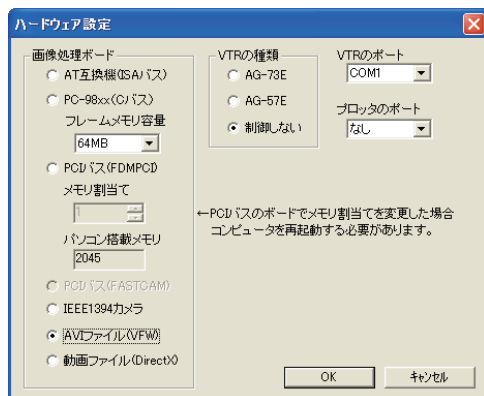 ハードウェア設定
画像処理ボード
AT互換機(ISAバス)
PC-98xx(Cバス)
フレームメモリ容量
64MB
PCIバス(FDMPCI)
メモリ割当て
1
パソコン搭載メモリ
2045
PCIバス(FASTCAM)
IEEE1394カメラ
AVIファイル(VFW)
動画ファイル(DirectX)
VTRの種類
AG-73E
AG-57E
制御しない
VTRのポート
COM1
プロッタのポート
なし
←PCIバスのボードでメモリ割当てを変更した場合
コンピュータを再起動する必要があります。
OK
キャンセル